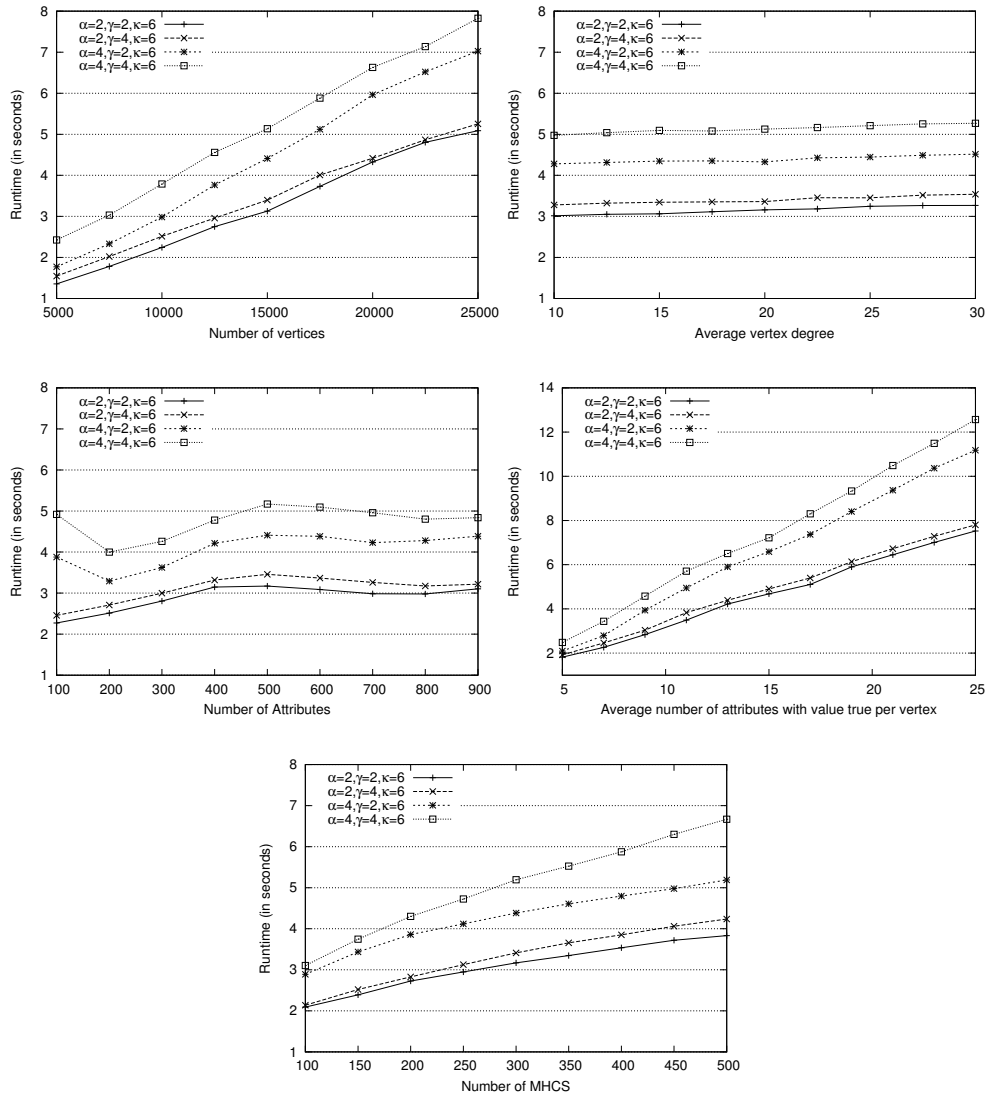 α=2,γ=2,κ=6
α=2,γ=4,κ=6
α=4,γ=2,κ=6
α=4,γ=4,κ=6
8
7
6
5
4
3
2
1
Runtime (in seconds)
5000 10000 15000 20000 25000
Number of vertices
α=2,γ=2,κ=6
α=2,γ=4,κ=6
α=4,γ=2,κ=6
α=4,γ=4,κ=6
8
7
6
5
4
3
2
1
Runtime (in seconds)
10 15 20 25 30
Average vertex degree
α=2,γ=2,κ=6
α=2,γ=4,κ=6
α=4,γ=2,κ=6
α=4,γ=4,κ=6
8
7
6
5
4
3
2
1
Runtime (in seconds)
100 200 300 400 500 600 700 800 900
Number of Attributes
α=2,γ=2,κ=6
α=2,γ=4,κ=6
α=4,γ=2,κ=6
α=4,γ=4,κ=6
14
12
10
8
6
4
2
Runtime (in seconds)
5 10 15 20 25
Average number of attributes with value true per vertex
α=2,γ=2,κ=6
α=2,γ=4,κ=6
α=4,γ=2,κ=6
α=4,γ=4,κ=6
8
7
6
5
4
3
2
1
Runtime (in seconds)
100 150 200 250 300 350 400 450 500
Number of MHCS